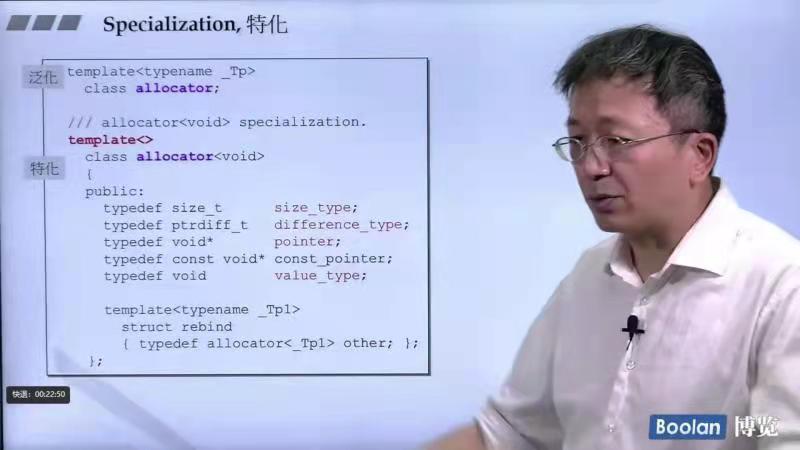 Specialization, 特化
泛化
template<typename _Tp>
class allocator;
/// allocator<void> specialization.
template<>
特化
class allocator<void>
{
public:
typedef size_t size_type;
typedef ptrdiff_t difference_type;
typedef void* pointer;
typedef const void* const_pointer;
typedef void value_type;
template<typename _Tp1>
struct rebind
{ typedef allocator<_Tp1> other; };
};
快退：00:22:50
Boolan 博览